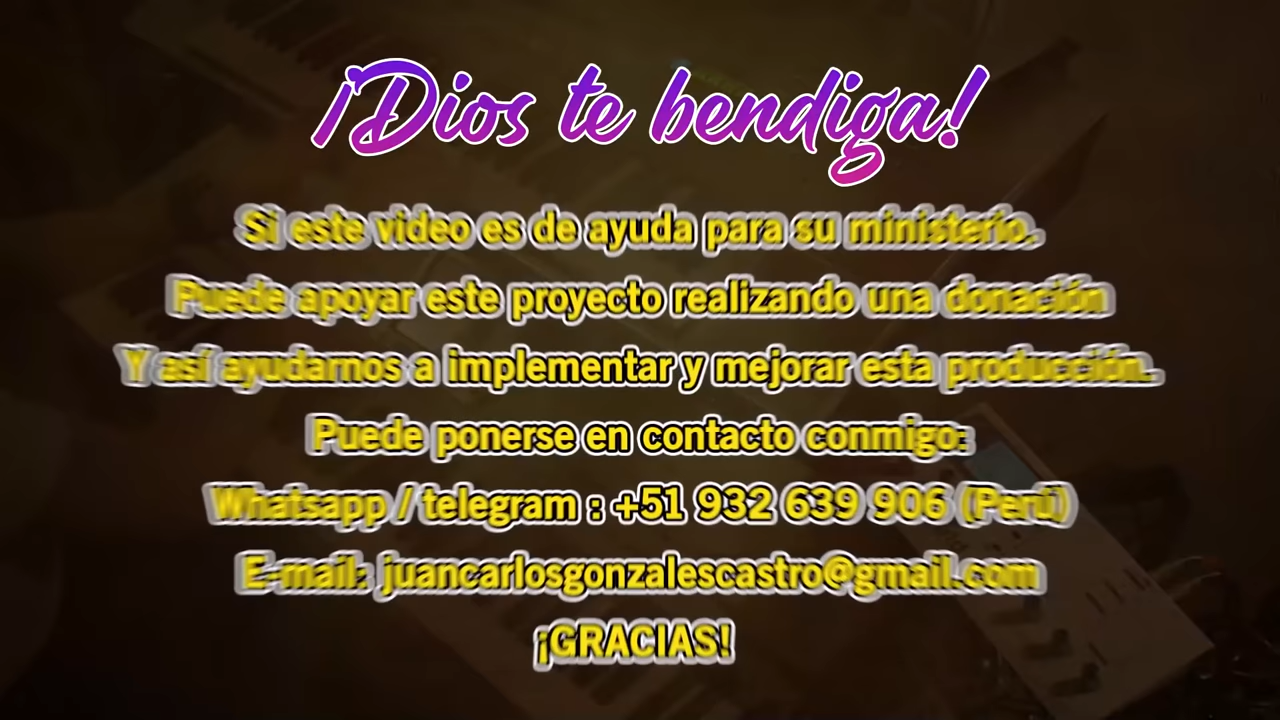 ¡Dios te bendiga!
Si este video es de ayuda para su ministerio.
Puede apoyar este proyecto realizando una donación
Y así ayudarnos a implementar y mejorar esta producción.
Puede ponerse en contacto conmigo:
Whatsapp / telegram : +51 932 639 906 (Perú)
E-mail: juancarlosgonzalescastro@gmail.com
¡GRACIAS!